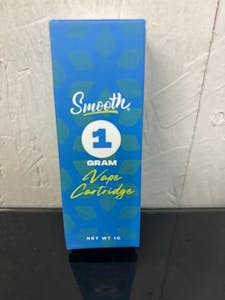 Smooth.
1
GRAM
Vape
Cartridge
NET WT 1G